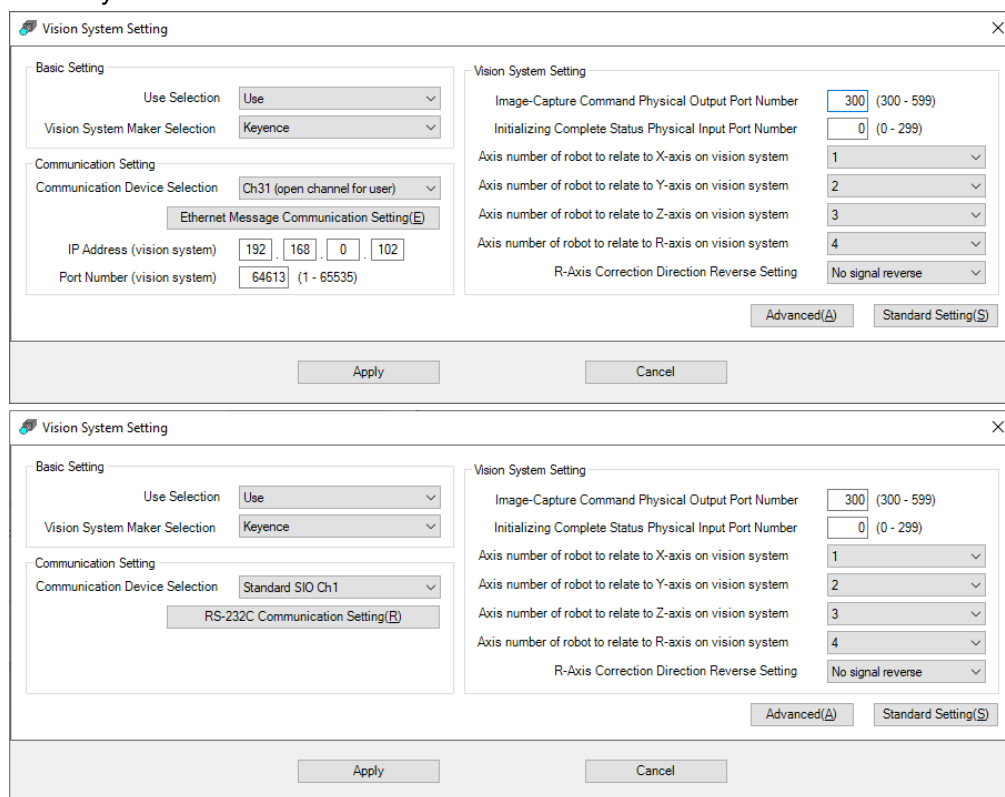 Vision System Setting
Basic Setting
Use Selection Use
Vision System Maker Selection Keyence
Communication Setting
Communication Device Selection Ch31 (open channel for user)
Ethernet Message Communication Setting(E)
IP Address (vision system) 192 . 168 . 0 . 102
Port Number (vision system) 64613 (1 - 65535)
Vision System Setting
Image-Capture Command Physical Output Port Number 300 (300 - 599)
Initializing Complete Status Physical Input Port Number 0 (0 - 299)
Axis number of robot to relate to X-axis on vision system 1
Axis number of robot to relate to Y-axis on vision system 2
Axis number of robot to relate to Z-axis on vision system 3
Axis number of robot to relate to R-axis on vision system 4
R-Axis Correction Direction Reverse Setting No signal reverse
Advanced(A) Standard Setting(S)
Apply Cancel
Vision System Setting
Basic Setting
Use Selection Use
Vision System Maker Selection Keyence
Communication Setting
Communication Device Selection Standard SIO Ch1
RS-232C Communication Setting(R)
Vision System Setting
Image-Capture Command Physical Output Port Number 300 (300 - 599)
Initializing Complete Status Physical Input Port Number 0 (0 - 299)
Axis number of robot to relate to X-axis on vision system 1
Axis number of robot to relate to Y-axis on vision system 2
Axis number of robot to relate to Z-axis on vision system 3
Axis number of robot to relate to R-axis on vision system 4
R-Axis Correction Direction Reverse Setting No signal reverse
Advanced(A) Standard Setting(S)
Apply Cancel